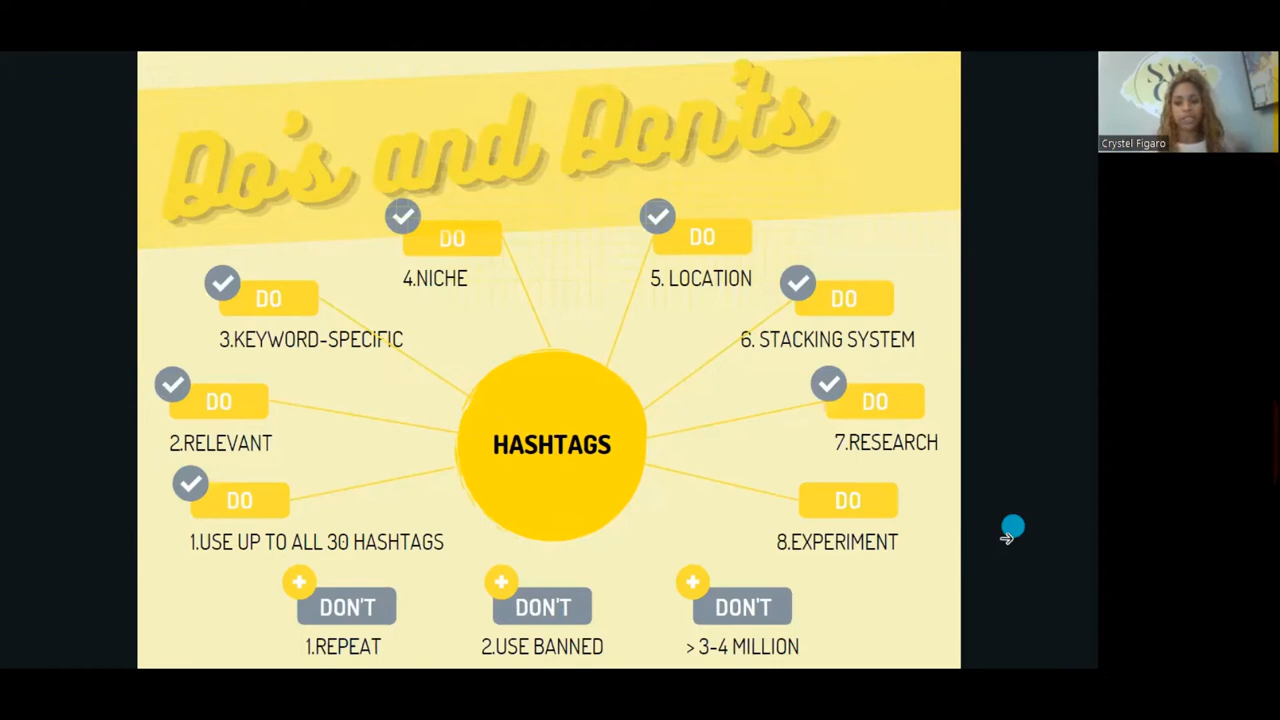 Do's and Don'ts
DO
4.NICHE
DO
5. LOCATION
DO
3.KEYWORD-SPECIFIC
DO
6. STACKING SYSTEM
DO
2.RELEVANT
HASHTAGS
DO
7.RESEARCH
DO
1.USE UP TO ALL 30 HASHTAGS
DO
8.EXPERIMENT
DON'T
1.REPEAT
DON'T
2.USE BANNED
DON'T
> 3-4 MILLION
Crystel Figaro